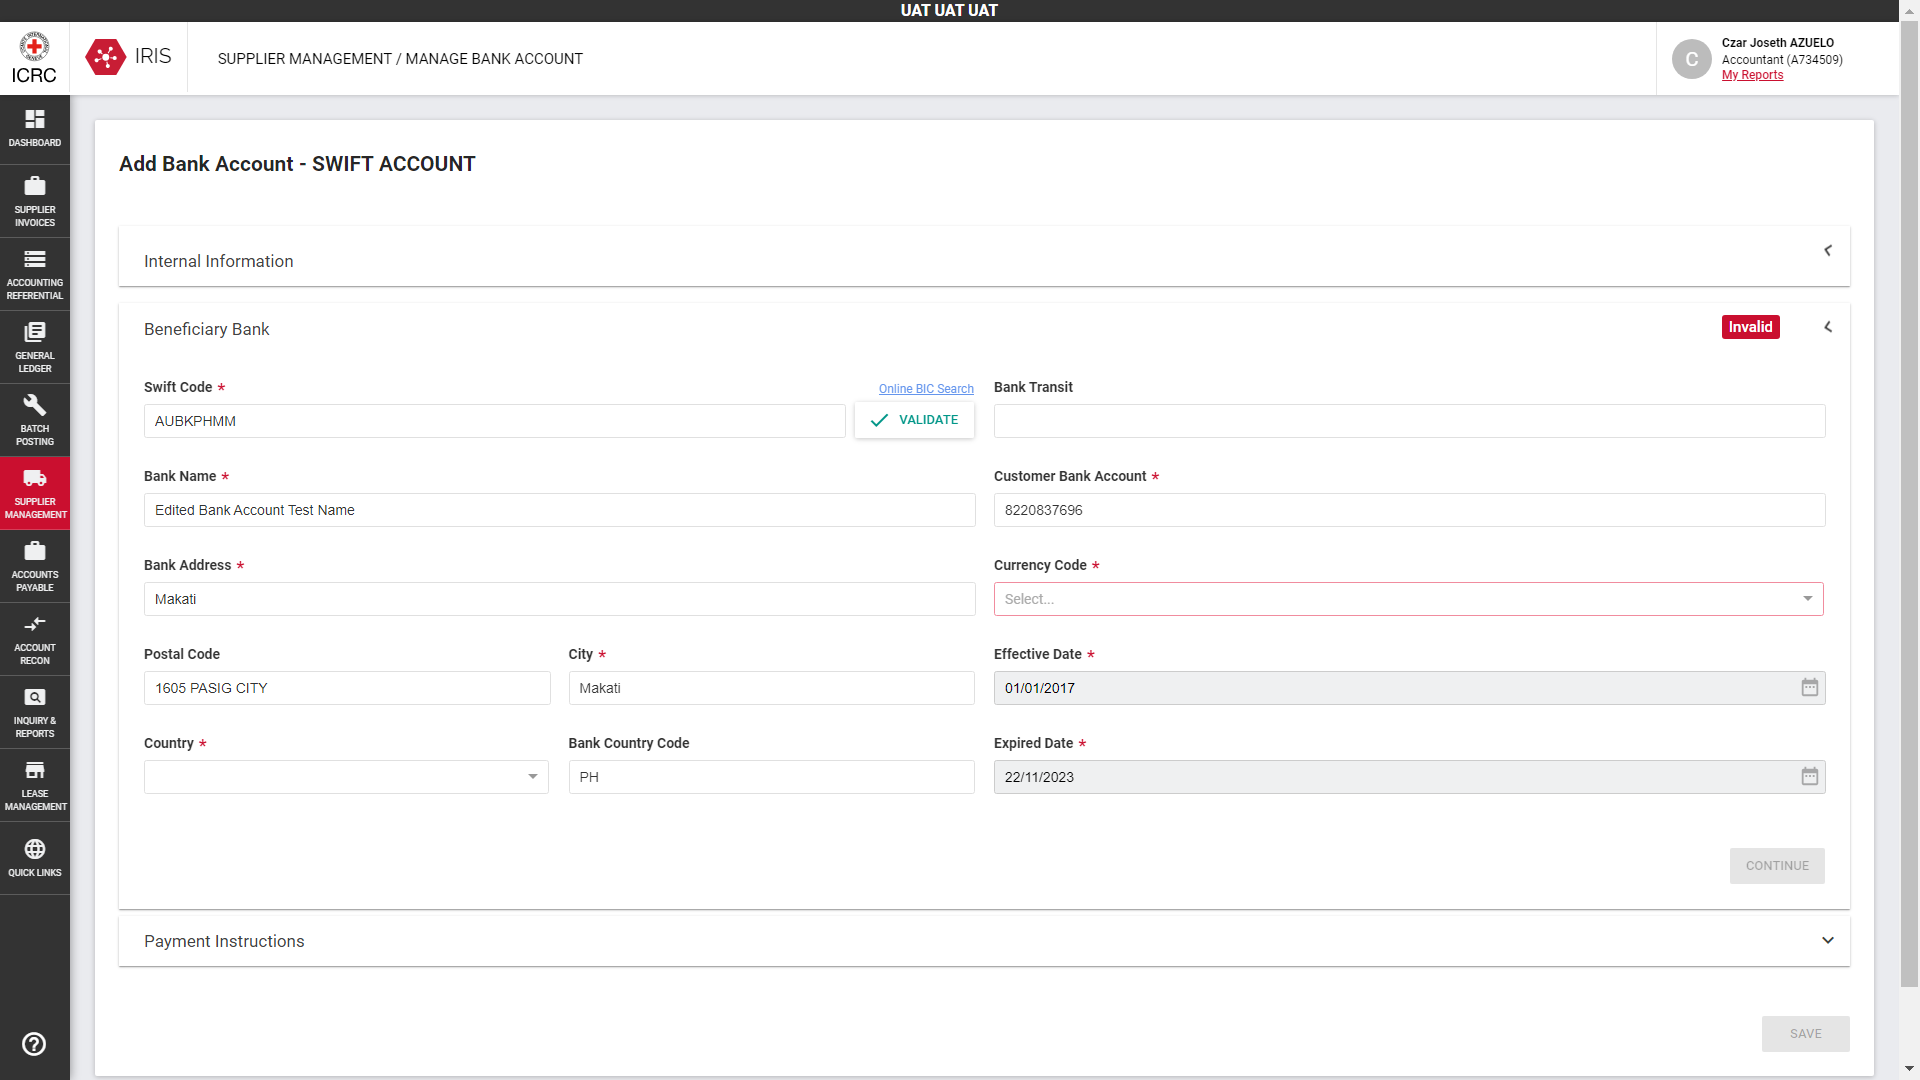 UAT UAT UAT
ICRC
IRIS
SUPPLIER MANAGEMENT / MANAGE BANK ACCOUNT
C
Czar Joseth AZUELO
Accountant (A734509)
My Reports
DASHBOARD
SUPPLIER
INVOICES
ACCOUNTING
REFERENTIAL
GENERAL
LEDGER
BATCH
POSTING
SUPPLIER
MANAGEMENT
ACCOUNTS
PAYABLE
ACCOUNT
RECON
INQUIRY &
REPORTS
LEASE
MANAGEMENT
QUICK LINKS
Add Bank Account - SWIFT ACCOUNT
Internal Information
Beneficiary Bank
Invalid
Swift Code *
Online BIC Search
AUBKPHMM
VALIDATE
Bank Transit
Bank Name *
Edited Bank Account Test Name
Customer Bank Account *
8220837696
Bank Address *
Makati
Currency Code *
Select...
Postal Code
1605 PASIG CITY
City *
Makati
Effective Date *
01/01/2017
Country *
Bank Country Code
PH
Expired Date *
22/11/2023
CONTINUE
Payment Instructions
SAVE